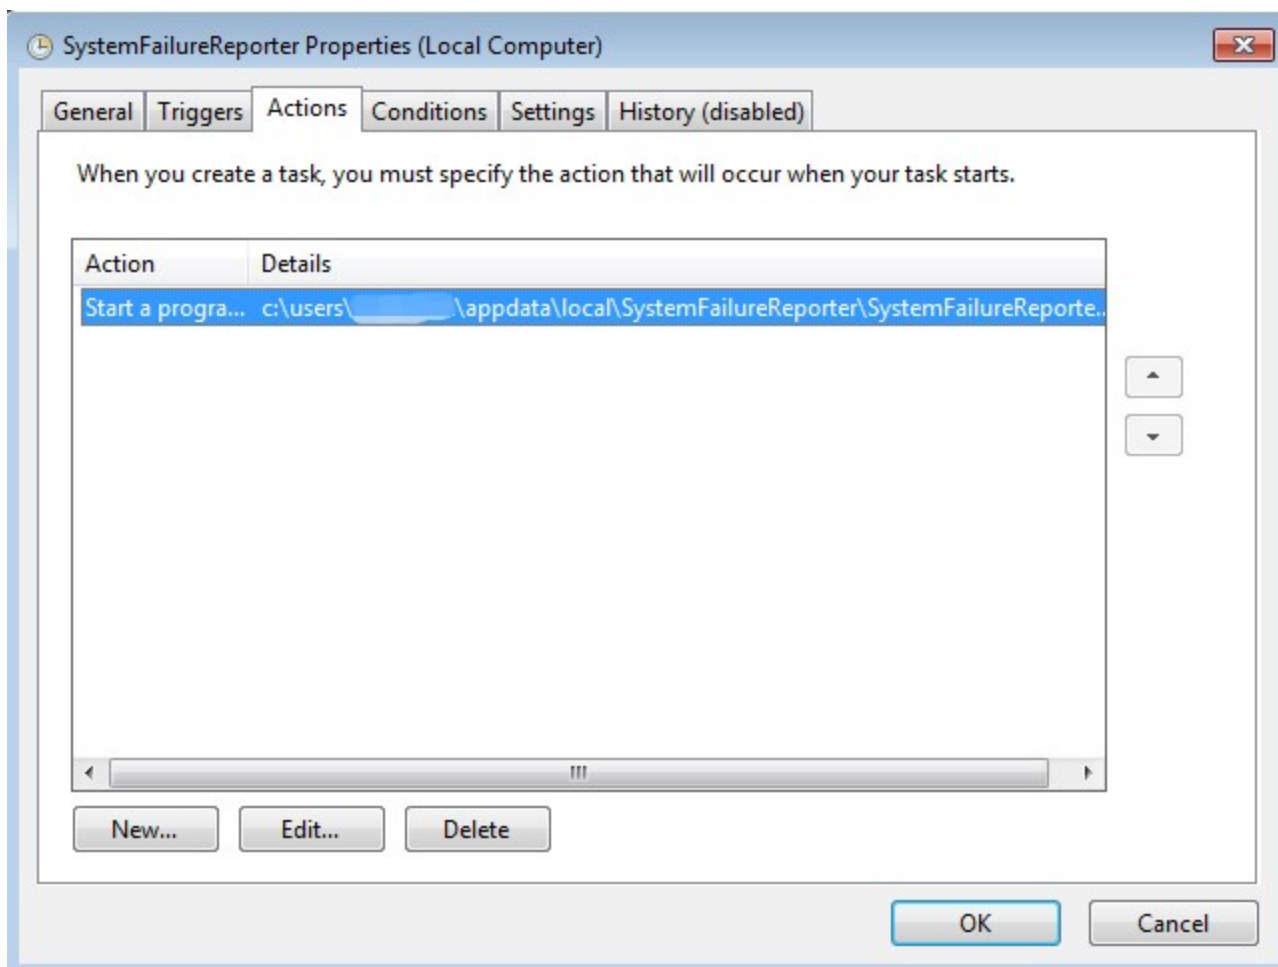 SystemFailureReporter Properties (Local Computer)
General Triggers Actions Conditions Settings History (disabled)
When you create a task, you must specify the action that will occur when your task starts.
Action Details
Start a progra... c:\users\ \appdata\local\SystemFailureReporter\SystemFailureReporte..
New... Edit... Delete
OK Cancel